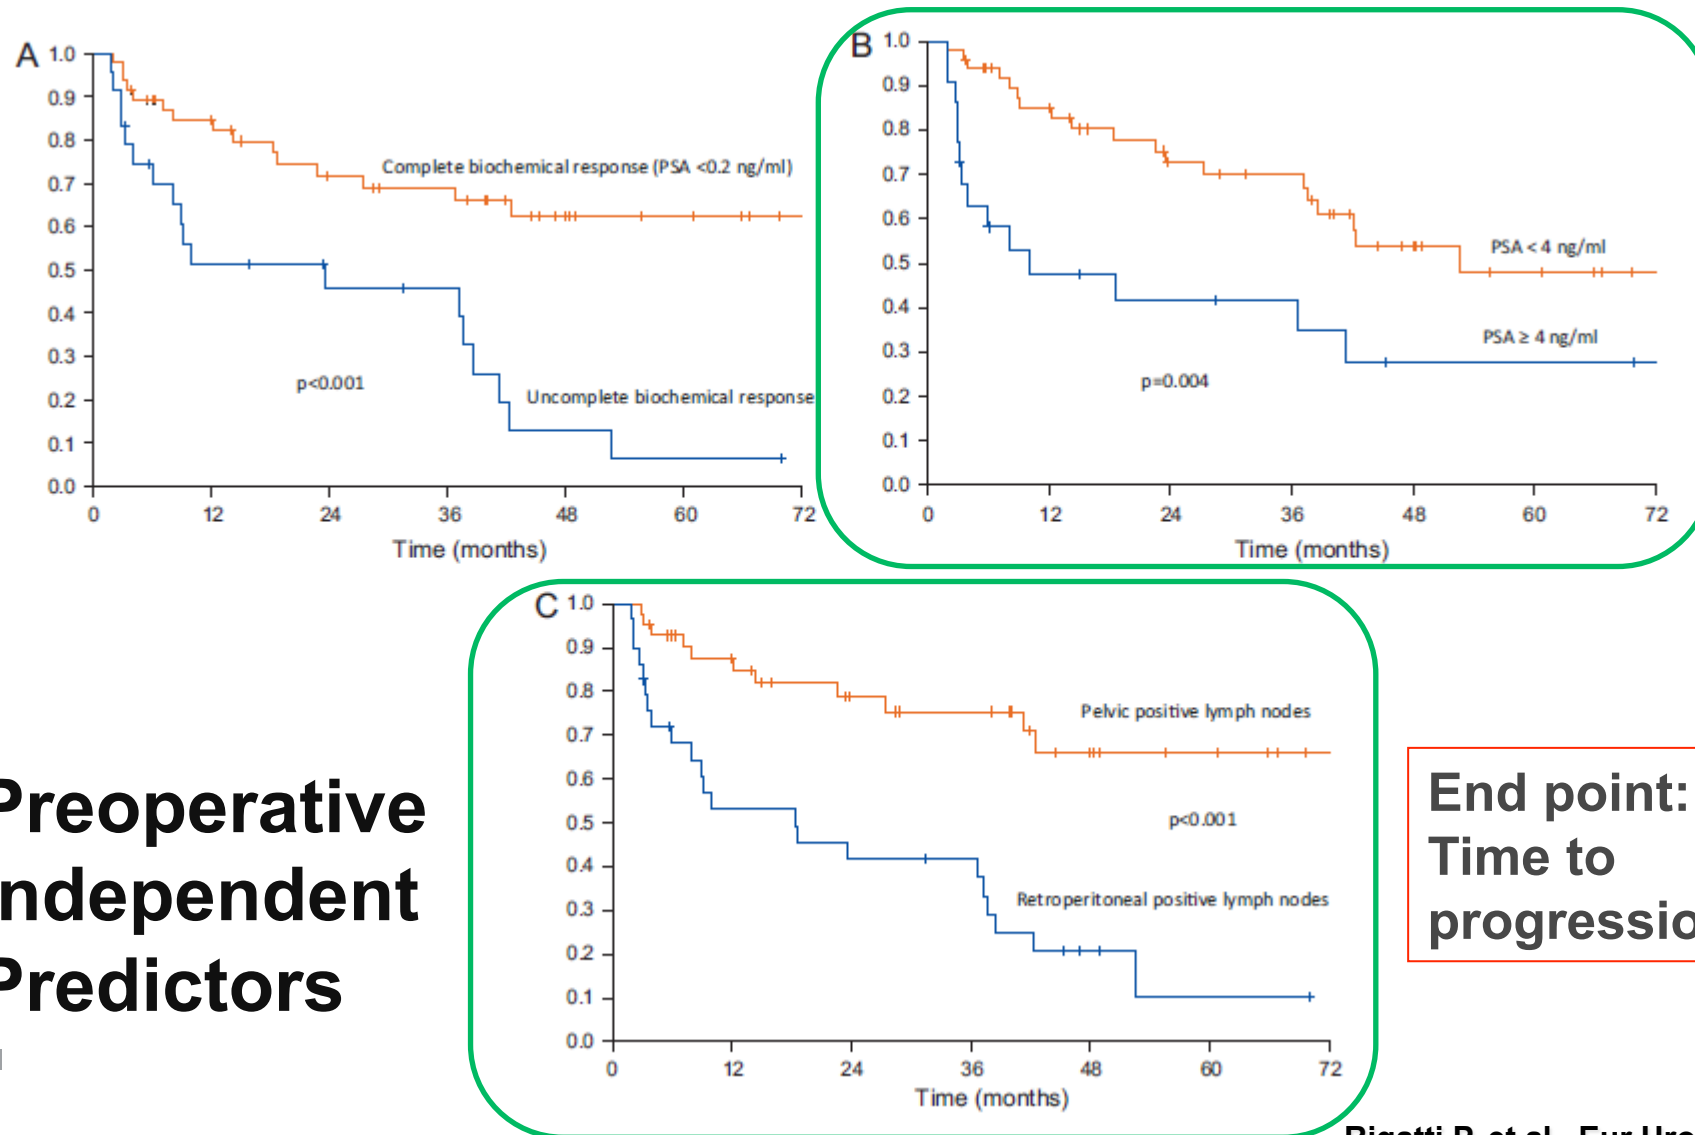 A
1.0
0.9
0.8
0.7
0.6
0.5
0.4
0.3
0.2
0.1
0.0
Complete biochemical response (PSA <0.2 ng/ml)
p<0.001
Uncomplete biochemical response
0 12 24 36 48 60 72
Time (months)
B
1.0
0.9
0.8
0.7
0.6
0.5
0.4
0.3
0.2
0.1
0.0
PSA < 4 ng/ml
PSA ≥ 4 ng/ml
p=0.004
0 12 24 36 48 60 72
Time (months)
C
1.0
0.9
0.8
0.7
0.6
0.5
0.4
0.3
0.2
0.1
0.0
Pelvic positive lymph nodes
p<0.001
Retroperitoneal positive lymph nodes
0 12 24 36 48 60 72
Time (months)
Preoperative
ndependent
Predictors
End point:
Time to
progressio